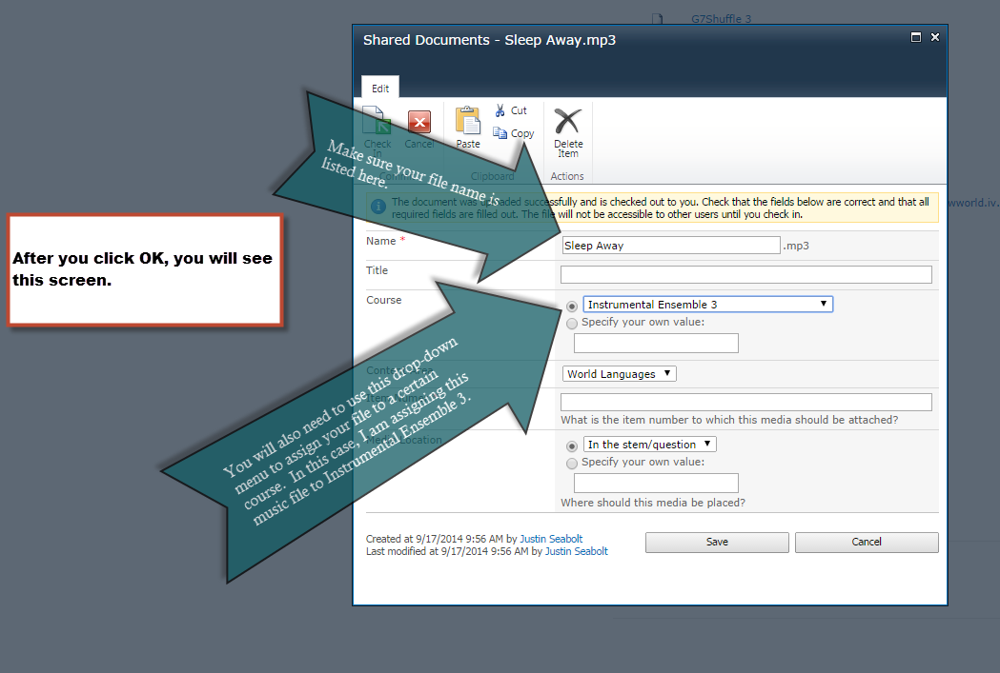 G7Shuffle 3
Shared Documents - Sleep Away.mp3
Edit
Check In
Cancel
Paste
Cut
Copy
Delete Item
Clipboard
Actions
Make sure your file name is
listed here.
The document was uploaded successfully and is checked out to you. Check that the fields below are correct and that all
required fields are filled out. The file will not be accessible to other users until you check in.
wworld.iv.
After you click OK, you will see
this screen.
Name *
Sleep Away
.mp3
Title
Course
Instrumental Ensemble 3
Specify your own value:
World Languages
You will also need to use this drop-down
menu to assign your file to a certain
course. In this case, I am assigning this
music file to Instrumental Ensemble 3.
What is the item number to which this media should be attached?
Media Location
In the stem/question
Specify your own value:
Where should this media be placed?
Created at 9/17/2014 9:56 AM by Justin Seabolt
Last modified at 9/17/2014 9:56 AM by Justin Seabolt
Save
Cancel